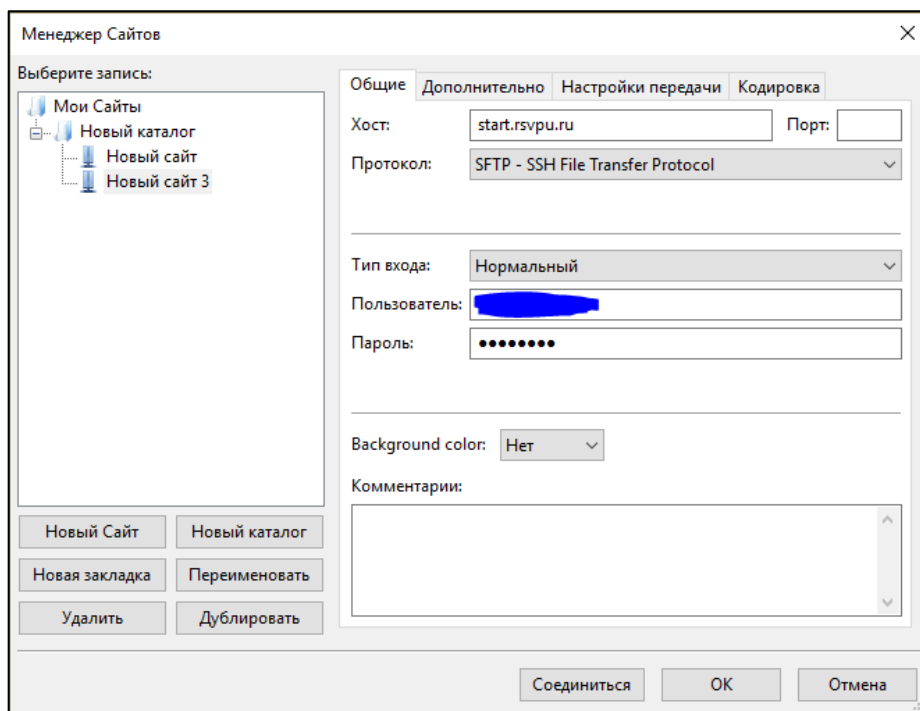 Менеджер Сайтов
Выберите запись:
Мои Сайты
Новый каталог
Новый сайт
Новый сайт 3
Новый Сайт
Новый каталог
Новая закладка
Переименовать
Удалить
Дублировать
Общие
Дополнительно
Настройки передачи
Кодировка
Хост:
start.rsvpu.ru
Порт:
Протокол:
SFTP - SSH File Transfer Protocol
Тип входа:
Нормальный
Пользователь:
Пароль:
Background color:
Нет
Комментарии:
Соединиться
OK
Отмена